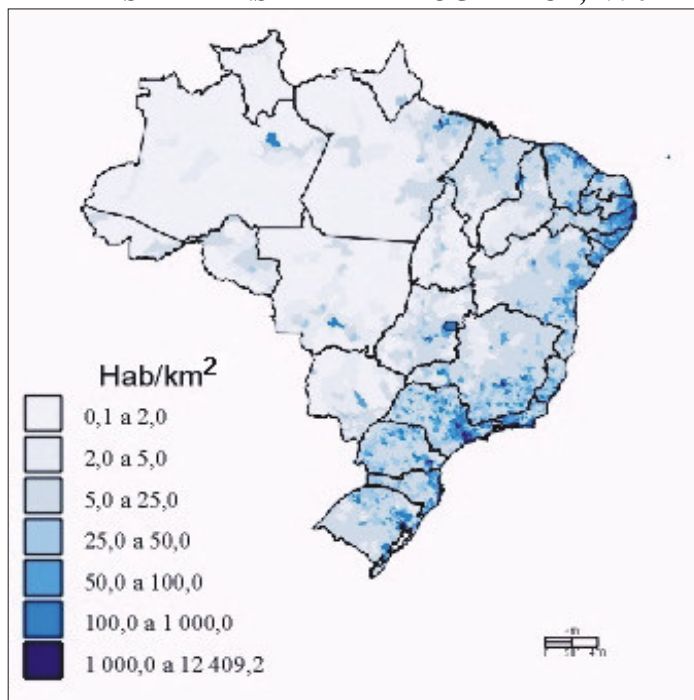 Hab/km²
0,1 a 2,0
2,0 a 5,0
5,0 a 25,0
25,0 a 50,0
50,0 a 100,0
100,0 a 1 000,0
1 000,0 a 12 409,2